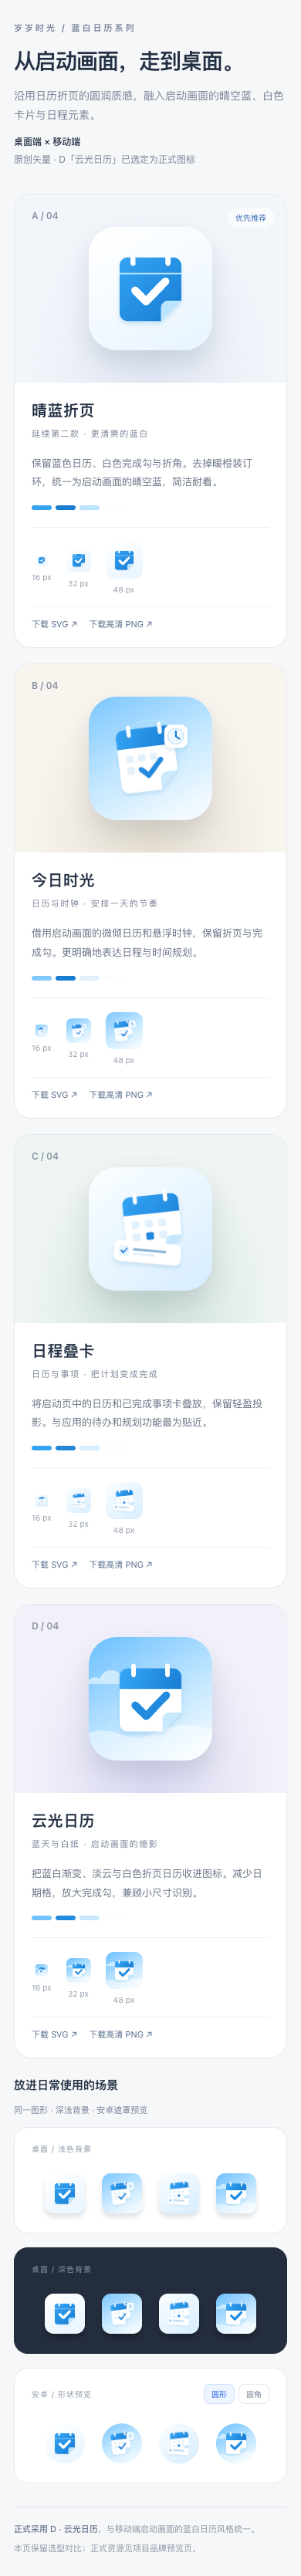 岁岁时光 / 蓝白日历系列
从启动画面，走到桌面。
沿用日历折页的圆润质感，融入启动画面的晴空蓝、白色
卡片与日程元素。
桌面端 × 移动端
原创矢量 · D「云光日历」已选定为正式图标
A / 04
优先推荐
晴蓝折页
延续第二款 · 更清爽的蓝白
保留蓝色日历、白色完成勾与折角。去掉暖橙装订
环，统一为启动画面的蓝白，简洁耐看。
16 px
32 px
48 px
下载 SVG ↗ 下载高清 PNG ↗
B / 04
今日时光
日历与时钟 · 安排一天的节奏
借用启动画面的微倾日历和悬浮时钟，保留折页与完
成勾。更明确地表达日程与时间规划。
16 px
32 px
48 px
下载 SVG ↗ 下载高清 PNG ↗
C / 04
日程叠卡
日历与事项 · 把计划变成完成
将启动页中的日历和已完成事项卡叠放，保留轻盈投
影。与应用的待办和规划功能最为贴近。
16 px
32 px
48 px
下载 SVG ↗ 下载高清 PNG ↗
D / 04
云光日历
蓝天与白纸 · 启动画面的缩影
把蓝白渐变、淡云与白色折页日历收进图标。减少日
期格，放大完成勾，兼顾小尺寸识别。
16 px
32 px
48 px
下载 SVG ↗ 下载高清 PNG ↗
放进日常使用的场景
同一图形 · 深浅背景 · 安卓遮罩预览
桌面 / 浅色背景
桌面 / 深色背景
安卓 / 形状预览
圆形
圆角
正式采用 D · 云光日历，与移动端启动画面的蓝白日历风格统一。
本页保留选型对比；正式资源见项目品牌预览页。